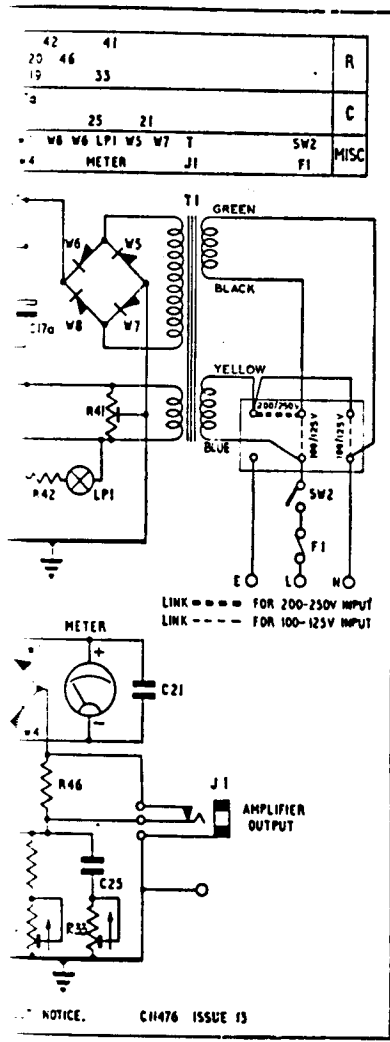 42 41
20 46
19 33
R
25 21
C
W8 W6 LP1 W5 W7 T SW2
METER J1 F1
MISC
T1
GREEN
W6 W5
BLACK
W8 W7
C17a
YELLOW
200/250V
R41
100/125V
100/125V
BLUE
R42 LP1
SW2
F1
E L N
LINK FOR 200-250V INPUT
LINK FOR 100-125V INPUT
METER
+
C21
−
W4
R46
J1
AMPLIFIER
OUTPUT
C25
R33
NOTICE. C11476 ISSUE 13